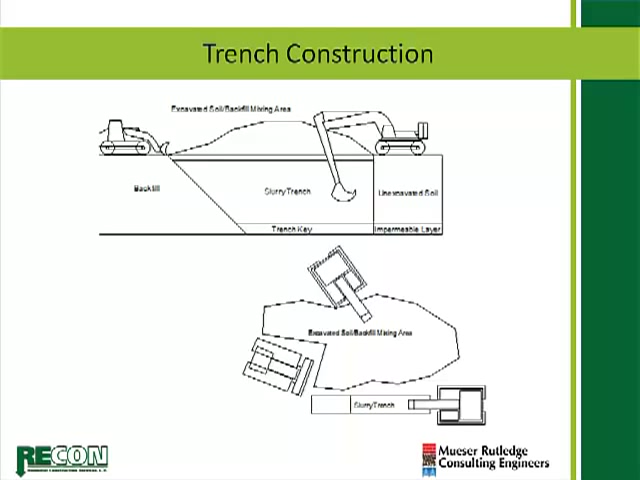 Trench Construction
Excavated Soil/Backfill Mixing Area
Backfill
Slurry Trench
Unexcavated Soil
Trench Key
Impermeable Layer
Excavated Soil/Backfill Mixing Area
Slurry Trench
RECON
Mueser Rutledge
Consulting Engineers